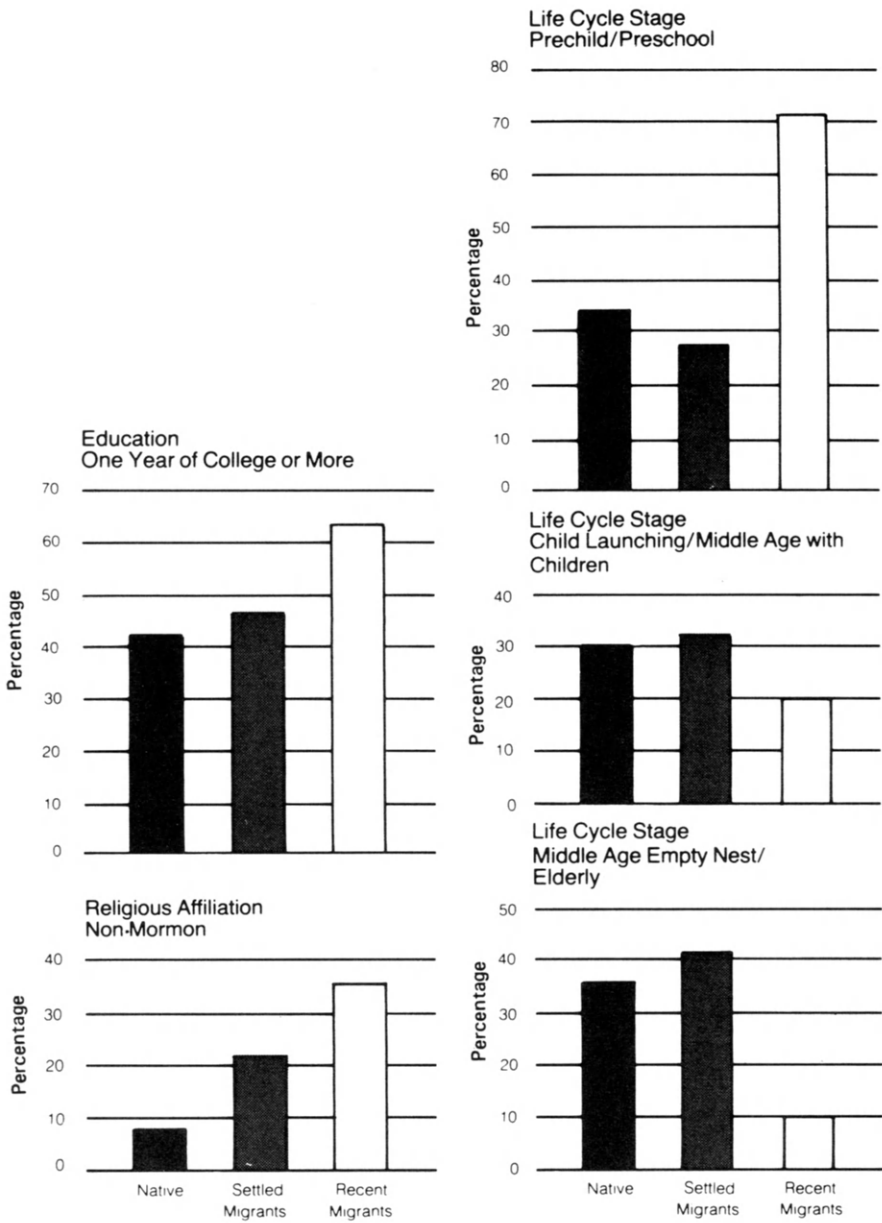 Life Cycle Stage
Prechild/Preschool
80
70
60
50
40
30
20
10
0
Percentage
Education
One Year of College or More
70
60
50
40
30
20
10
0
Percentage
Life Cycle Stage
Child Launching/Middle Age with
Children
40
30
20
10
0
Percentage
Religious Affiliation
Non-Mormon
40
30
20
10
0
Percentage
Native
Settled
Migrants
Recent
Migrants
Life Cycle Stage
Middle Age Empty Nest/
Elderly
50
40
30
20
10
0
Percentage
Native
Settled
Migrants
Recent
Migrants